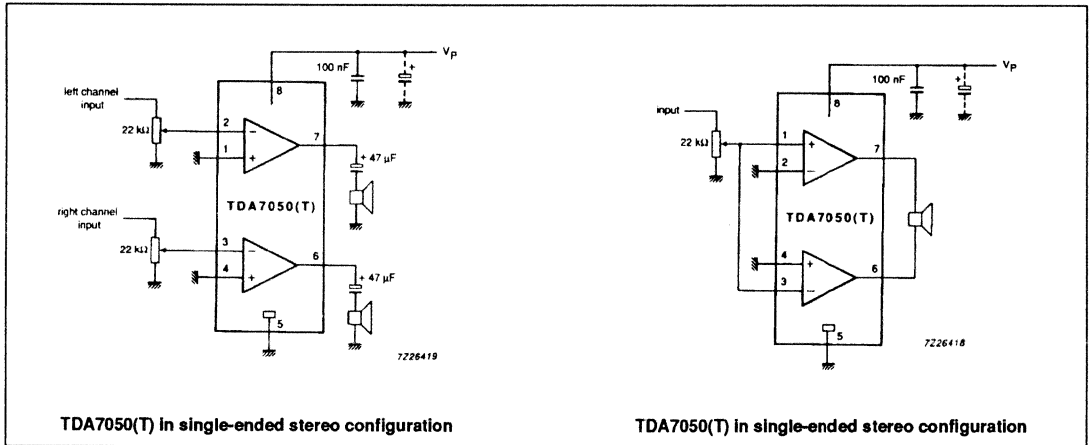 V_P
100 nF
+
8
left channel
input
22 kΩ
2
−
1
+
7
+ 47 μF
TDA7050(T)
right channel
input
22 kΩ
3
−
4
+
6
+ 47 μF
5
7Z26419
TDA7050(T) in single-ended stereo configuration
V_P
100 nF
+
8
input
22 kΩ
1
+
2
−
7
TDA7050(T)
4
+
3
−
6
5
7Z26418
TDA7050(T) in single-ended stereo configuration